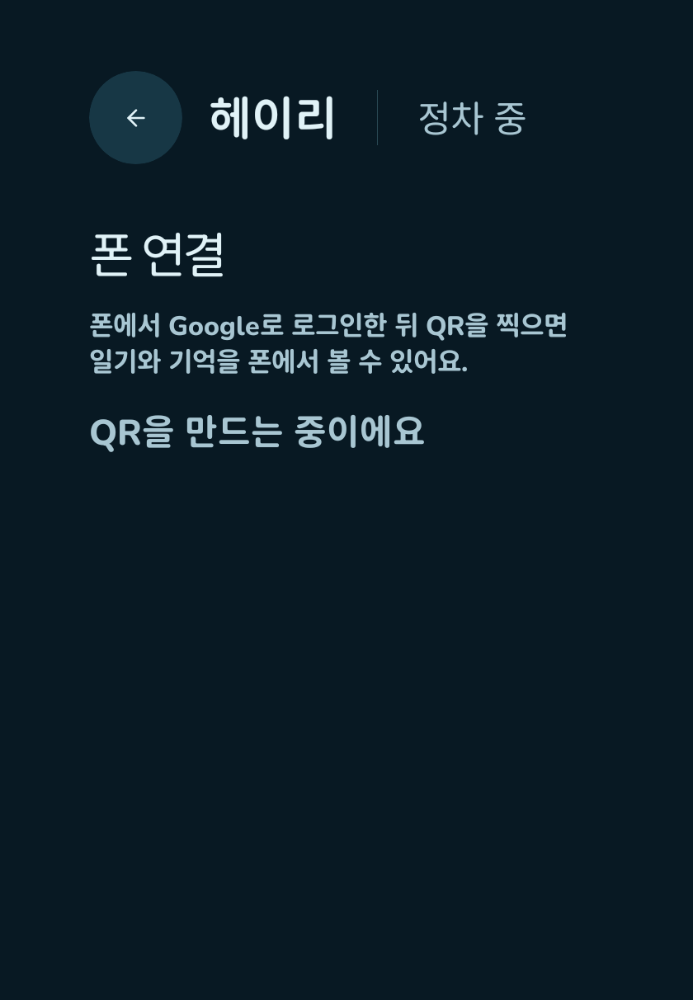 헤이리
정차 중
폰 연결
폰에서 Google로 로그인한 뒤 QR을 찍으면
일기와 기억을 폰에서 볼 수 있어요.
QR을 만드는 중이에요